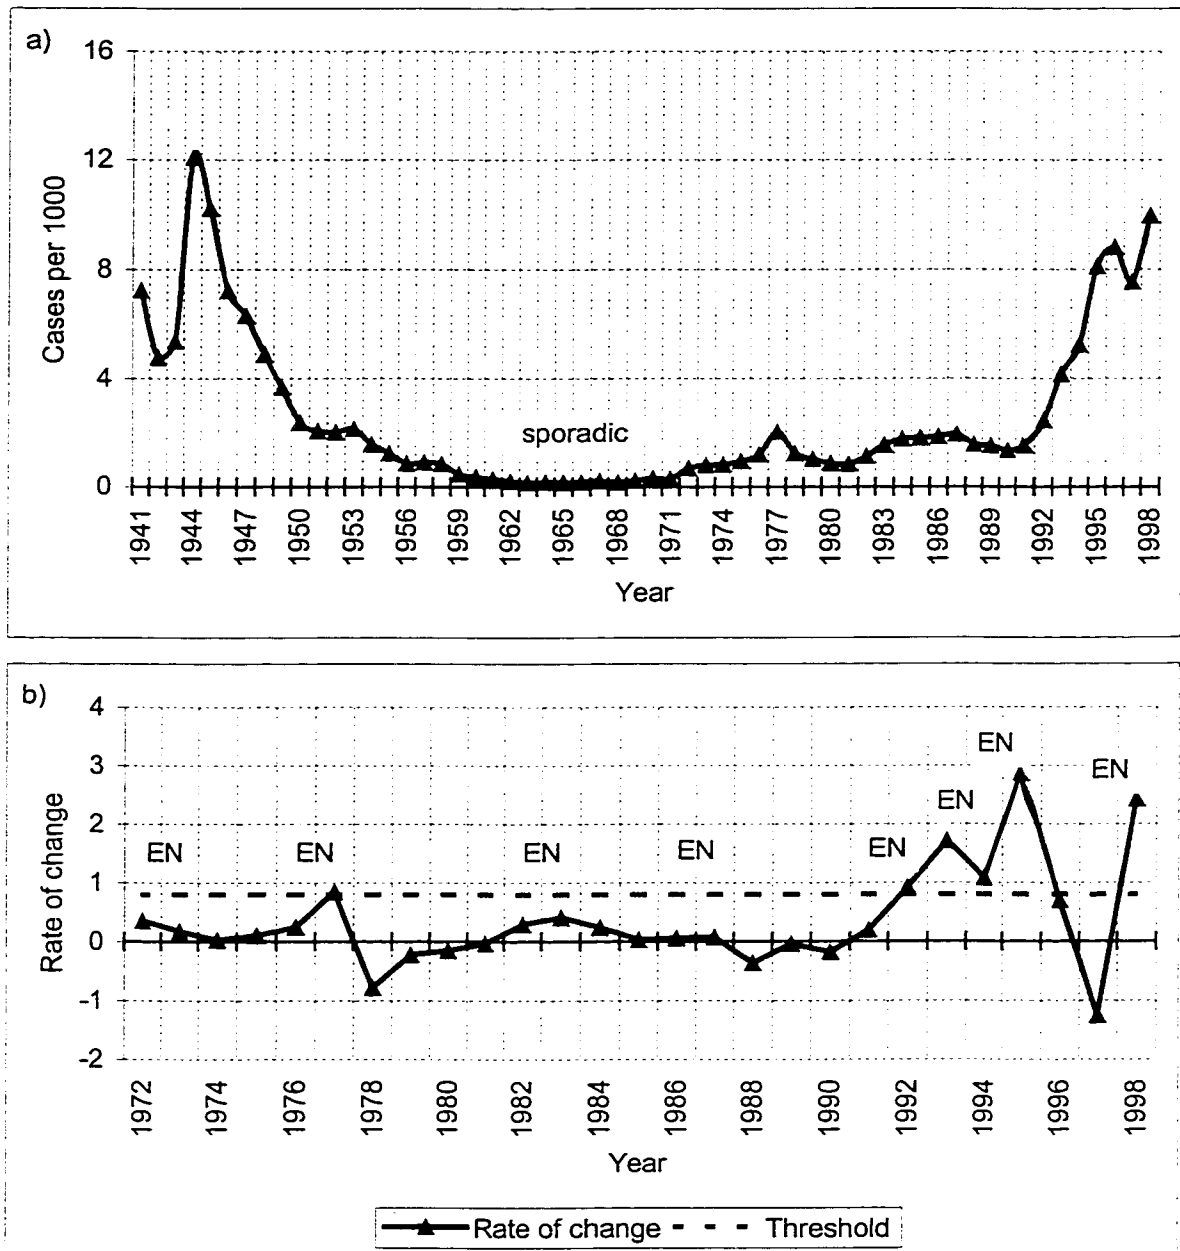 a)
16
12
8
4
0
Cases per 1000
sporadic
1941 1944 1947 1950 1953 1956 1959 1962 1965 1968 1971 1974 1977 1980 1983 1986 1989 1992 1995 1998
Year
b)
4
3
2
1
0
-1
-2
Rate of change
EN EN EN EN EN EN EN EN
1972 1974 1976 1978 1980 1982 1984 1986 1988 1990 1992 1994 1996 1998
Year
Rate of change Threshold